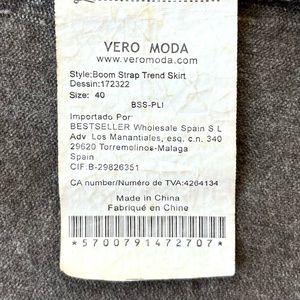 VERO MODA
www.veromoda.com
Style:Boom Strap Trend Skirt
Dessin:172322
Size: 40
BSS-PLI
Importado Por
BESTSELLER Wholesale Spain S L
Adv Los Manantiales, esq. c.n. 340
29620 Torremolinos-Malaga
Spain
CIF:B-29826351
CA number/Numéro de TVA:4264134
Made in China
Fabriqué en Chine
*5700791472707*